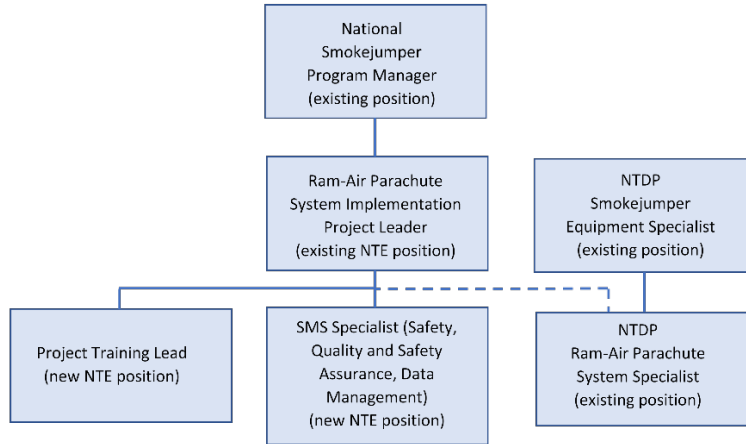 National
Smokejumper
Program Manager
(existing position)
Ram-Air Parachute
System Implementation
Project Leader
(existing NTE position)
NTDP
Smokejumper
Equipment Specialist
(existing position)
Project Training Lead
(new NTE position)
SMS Specialist (Safety,
Quality and Safety
Assurance, Data
Management)
(new NTE position)
NTDP
Ram-Air Parachute
System Specialist
(existing position)